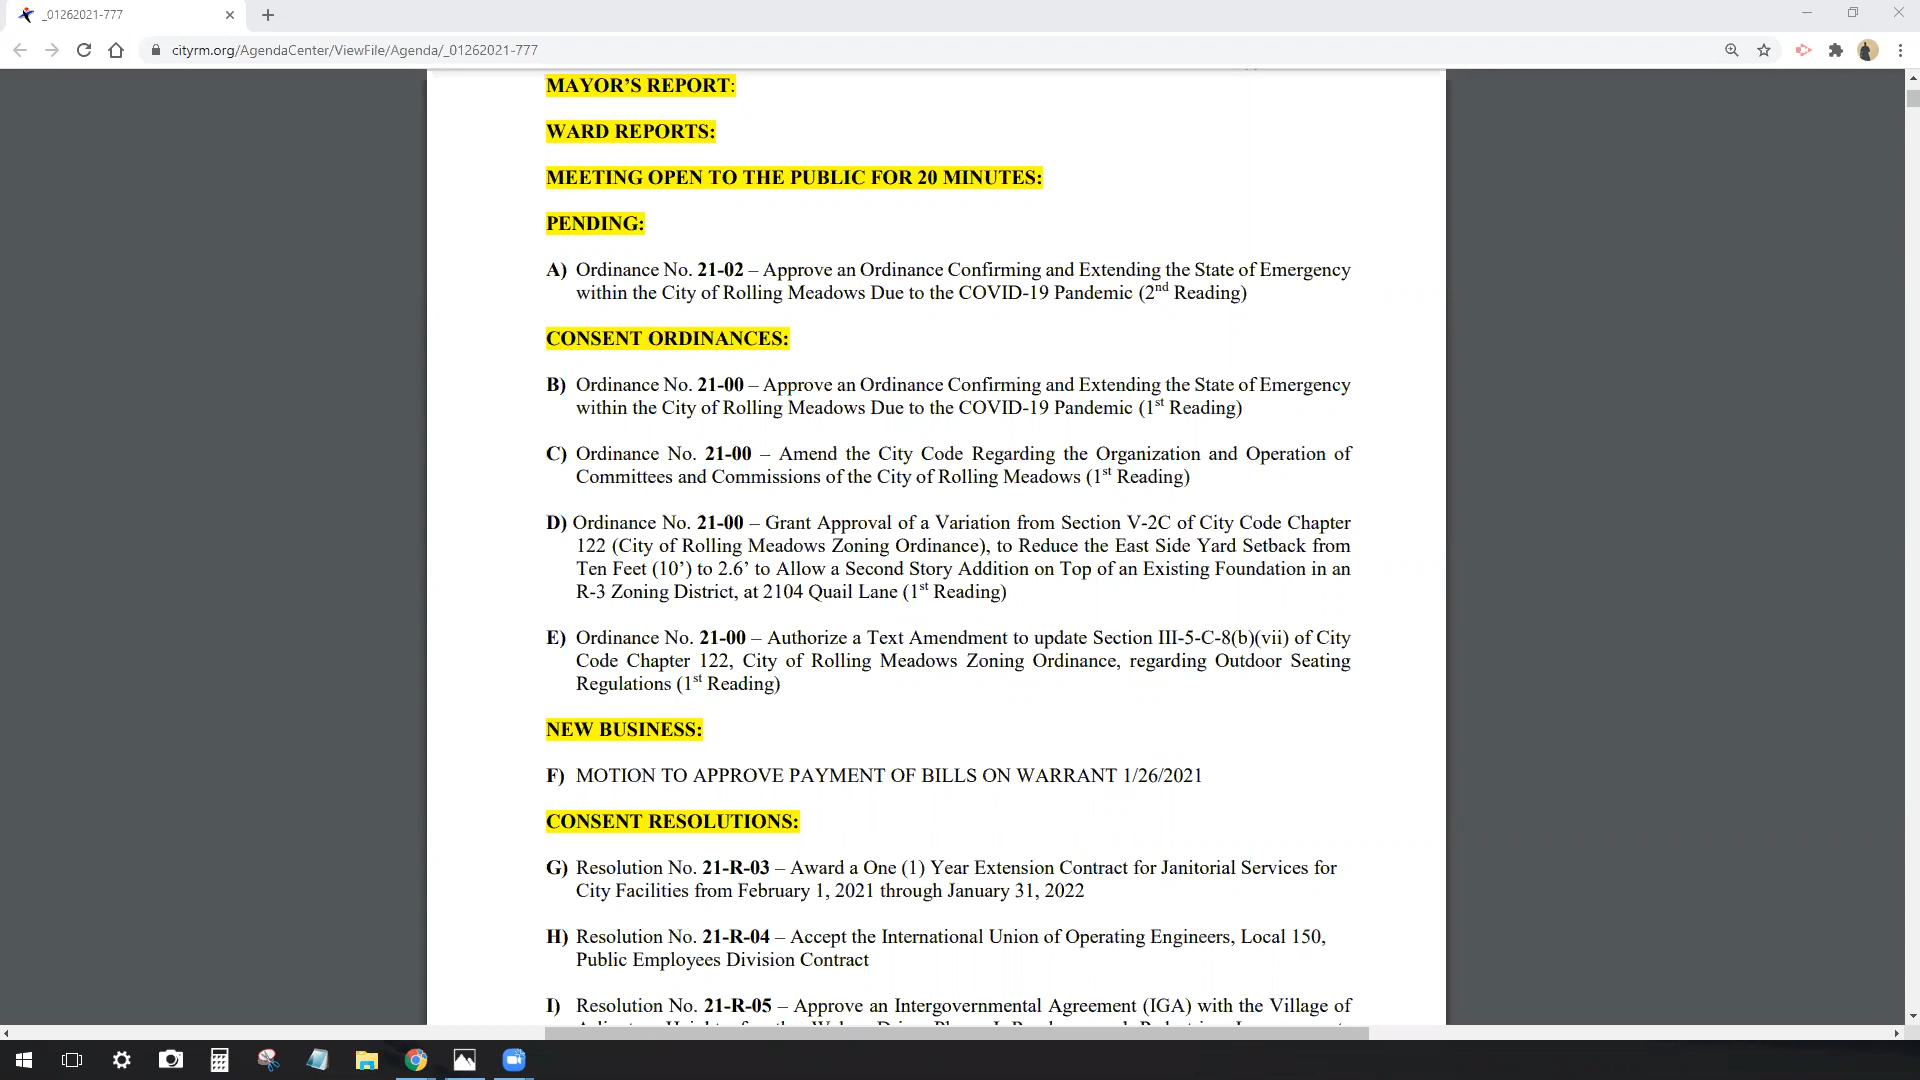 _01262021-777
cityrm.org/AgendaCenter/ViewFile/Agenda/_01262021-777
MAYOR’S REPORT:
WARD REPORTS:
MEETING OPEN TO THE PUBLIC FOR 20 MINUTES:
PENDING:
A) Ordinance No. 21-02 – Approve an Ordinance Confirming and Extending the State of Emergency
within the City of Rolling Meadows Due to the COVID-19 Pandemic (2nd Reading)
CONSENT ORDINANCES:
B) Ordinance No. 21-00 – Approve an Ordinance Confirming and Extending the State of Emergency
within the City of Rolling Meadows Due to the COVID-19 Pandemic (1st Reading)
C) Ordinance No. 21-00 – Amend the City Code Regarding the Organization and Operation of
Committees and Commissions of the City of Rolling Meadows (1st Reading)
D) Ordinance No. 21-00 – Grant Approval of a Variation from Section V-2C of City Code Chapter
122 (City of Rolling Meadows Zoning Ordinance), to Reduce the East Side Yard Setback from
Ten Feet (10’) to 2.6’ to Allow a Second Story Addition on Top of an Existing Foundation in an
R-3 Zoning District, at 2104 Quail Lane (1st Reading)
E) Ordinance No. 21-00 – Authorize a Text Amendment to update Section III-5-C-8(b)(vii) of City
Code Chapter 122, City of Rolling Meadows Zoning Ordinance, regarding Outdoor Seating
Regulations (1st Reading)
NEW BUSINESS:
F) MOTION TO APPROVE PAYMENT OF BILLS ON WARRANT 1/26/2021
CONSENT RESOLUTIONS:
G) Resolution No. 21-R-03 – Award a One (1) Year Extension Contract for Janitorial Services for
City Facilities from February 1, 2021 through January 31, 2022
H) Resolution No. 21-R-04 – Accept the International Union of Operating Engineers, Local 150,
Public Employees Division Contract
I) Resolution No. 21-R-05 – Approve an Intergovernmental Agreement (IGA) with the Village of